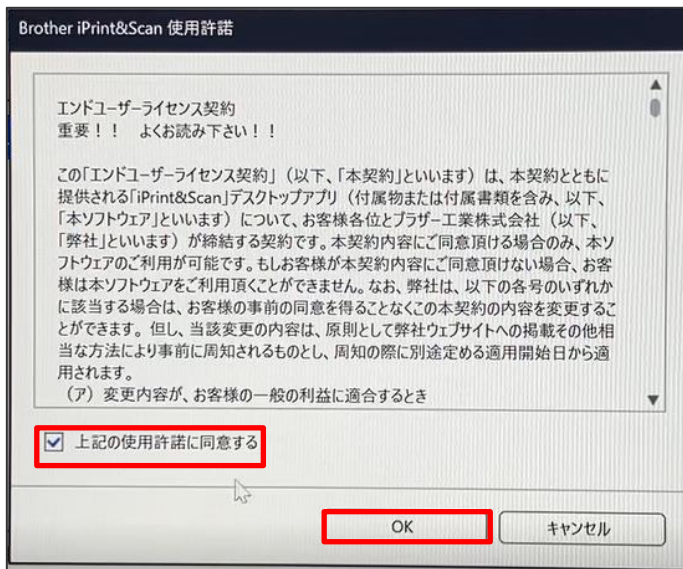 Brother iPrint&Scan 使用許諾
エンドユーザーライセンス契約
重要！！　よくお読み下さい！！
この「エンドユーザーライセンス契約」（以下、「本契約」といいます）は、本契約とともに
提供される「iPrint&Scan」デスクトップアプリ（付属物または付属書類を含み、以下、
「本ソフトウェア」といいます）について、お客様各位とブラザー工業株式会社（以下、
「弊社」といいます）が締結する契約です。本契約内容にご同意頂ける場合のみ、本ソ
フトウェアのご利用が可能です。もしお客様が本契約内容にご同意頂けない場合、お客
様は本ソフトウェアをご利用頂くことができません。なお、弊社は、以下の各号のいずれか
に該当する場合は、お客様の事前の同意を得ることなくこの本契約の内容を変更するこ
とができます。但し、当該変更の内容は、原則として弊社ウェブサイトへの掲載その他相
当な方法により事前に周知されるものとし、周知の際に別途定める適用開始日から適
用されます。
（ア）変更内容が、お客様の一般の利益に適合するとき
上記の使用許諾に同意する
OK
キャンセル